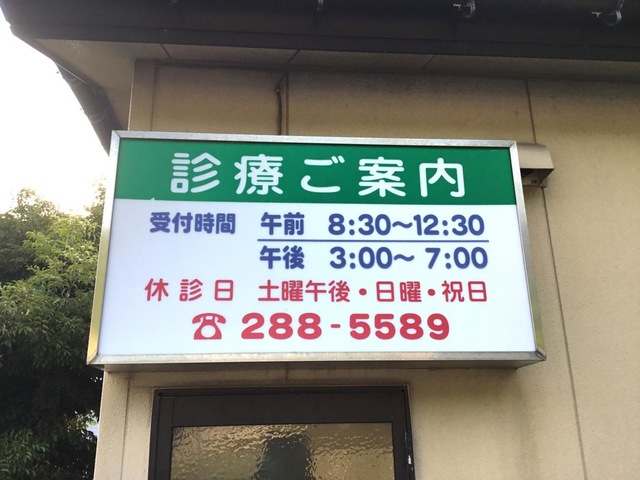 診療ご案内
受付時間 午前 8:30〜12:30
午後 3:00〜 7:00
休診日 土曜午後・日曜・祝日
☎ 288-5589